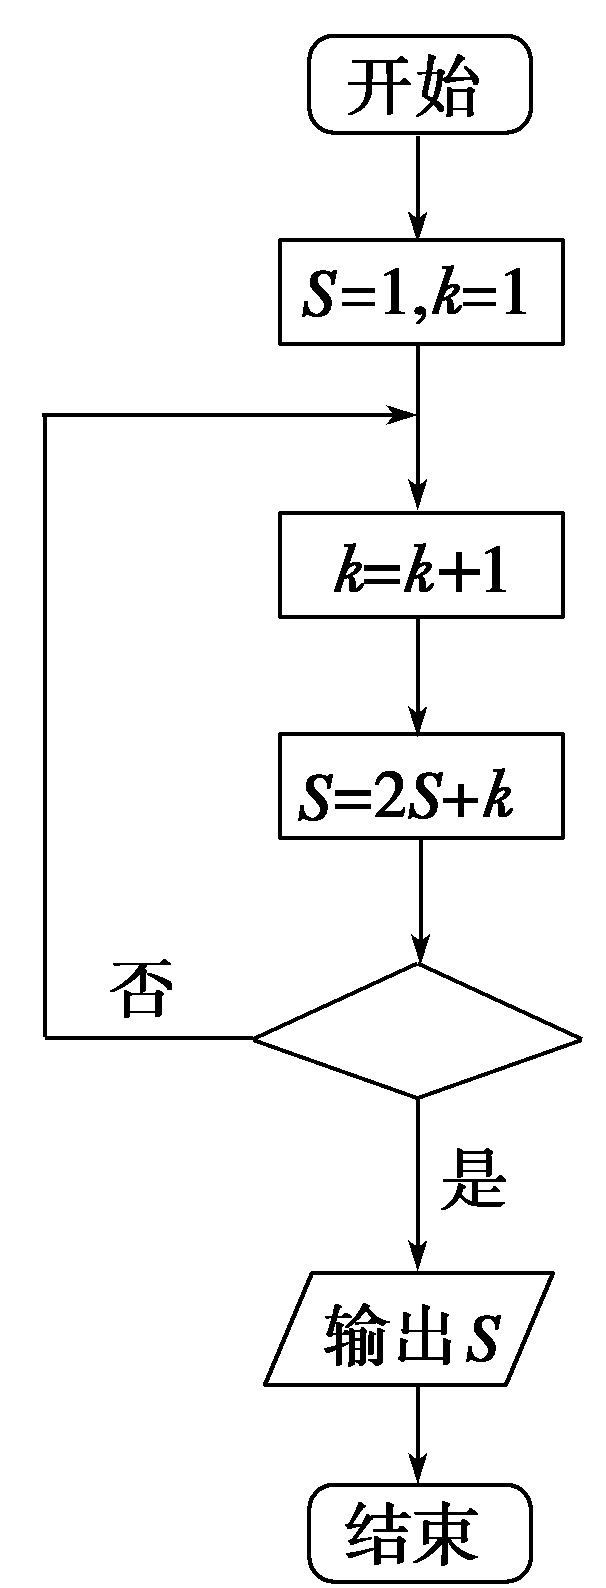 开始
S=1,k=1
k=k+1
S=2S+k
否
是
输出S
结束